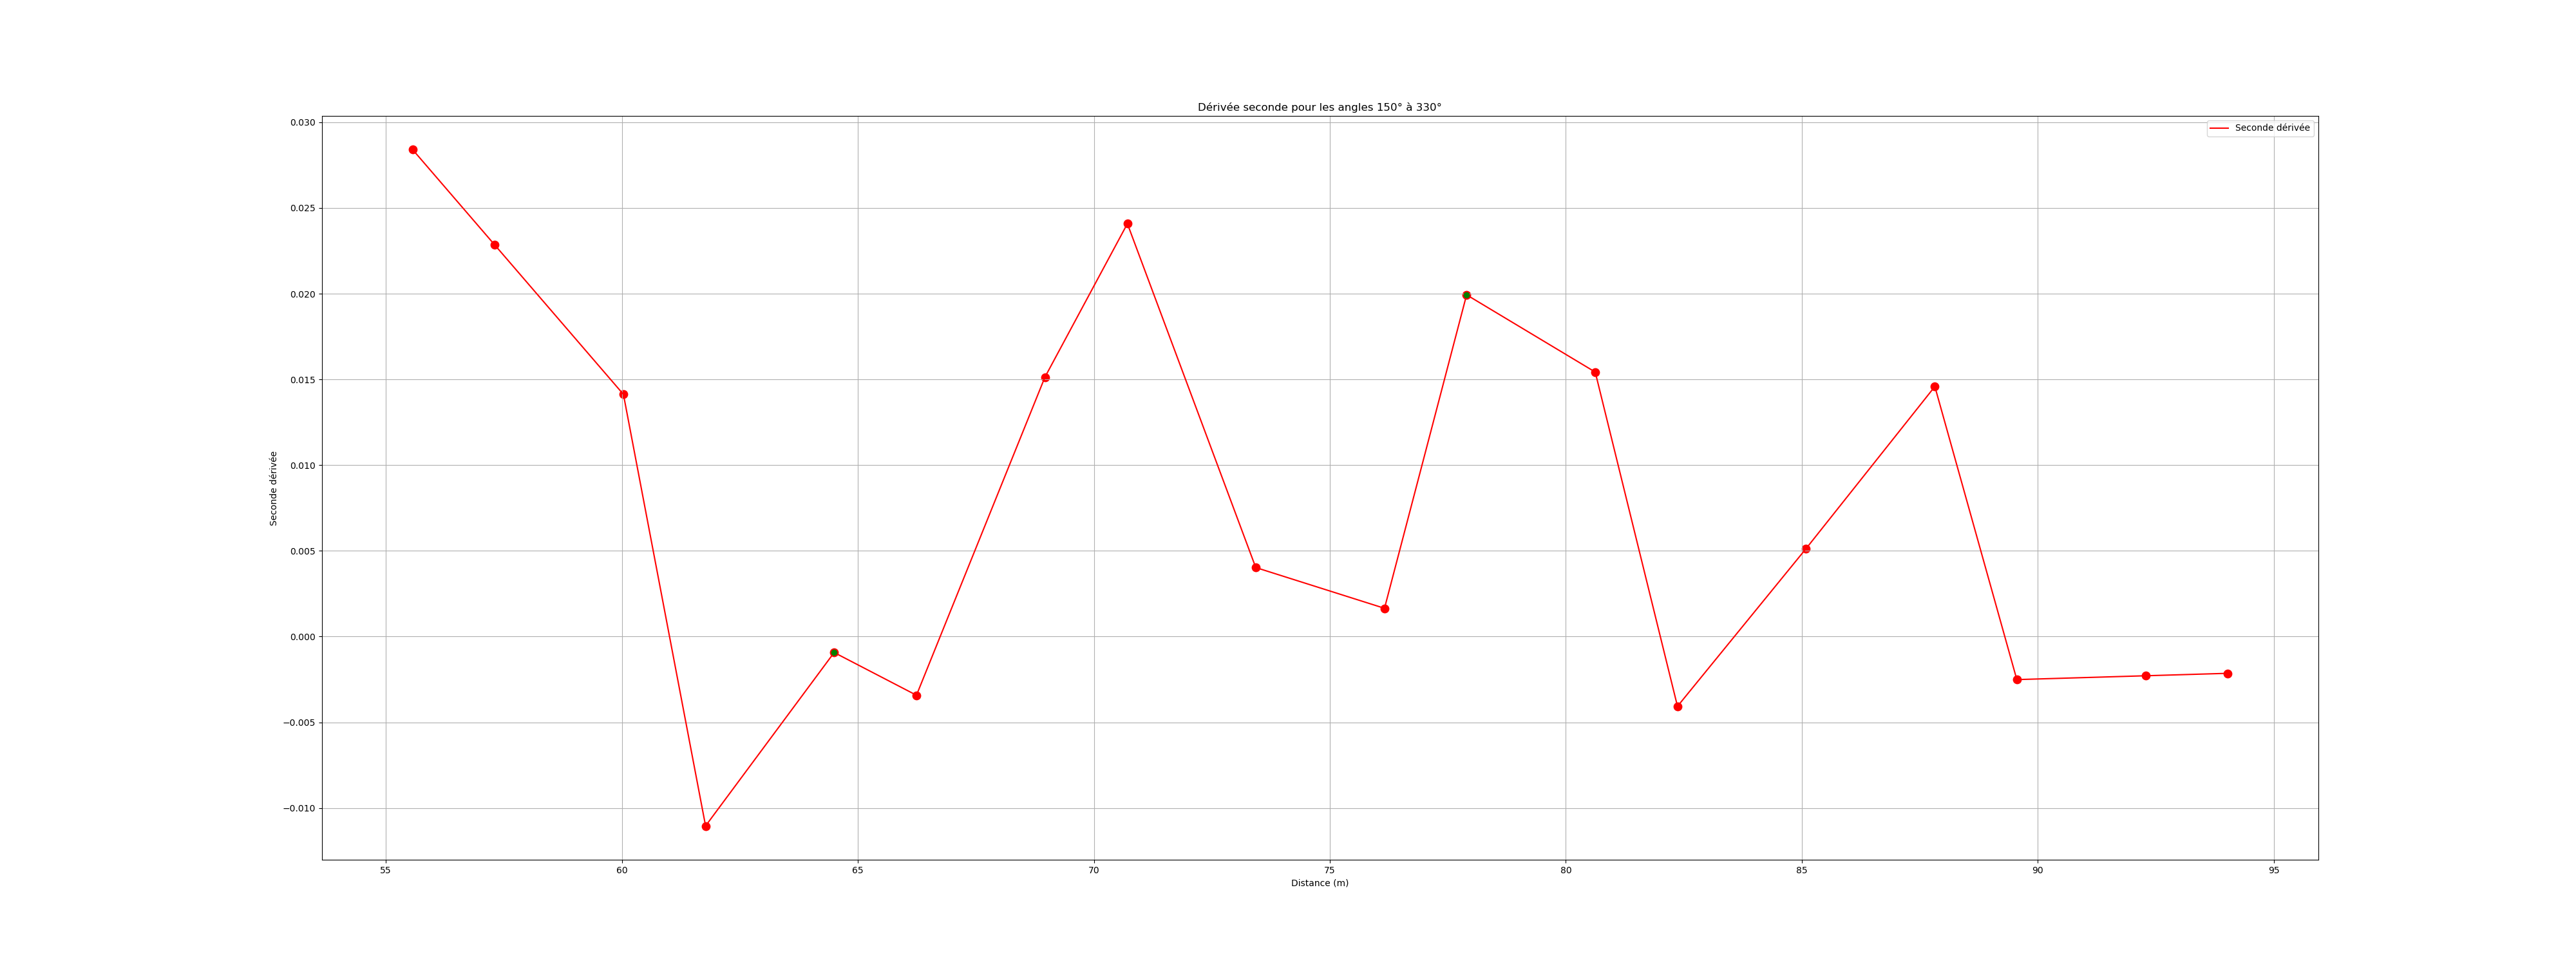 Dérivée seconde pour les angles 150° à 330°
Seconde dérivée
0.030
0.025
0.020
0.015
0.010
0.005
0.000
−0.005
−0.010
Seconde dérivée
55 60 65 70 75 80 85 90 95
Distance (m)